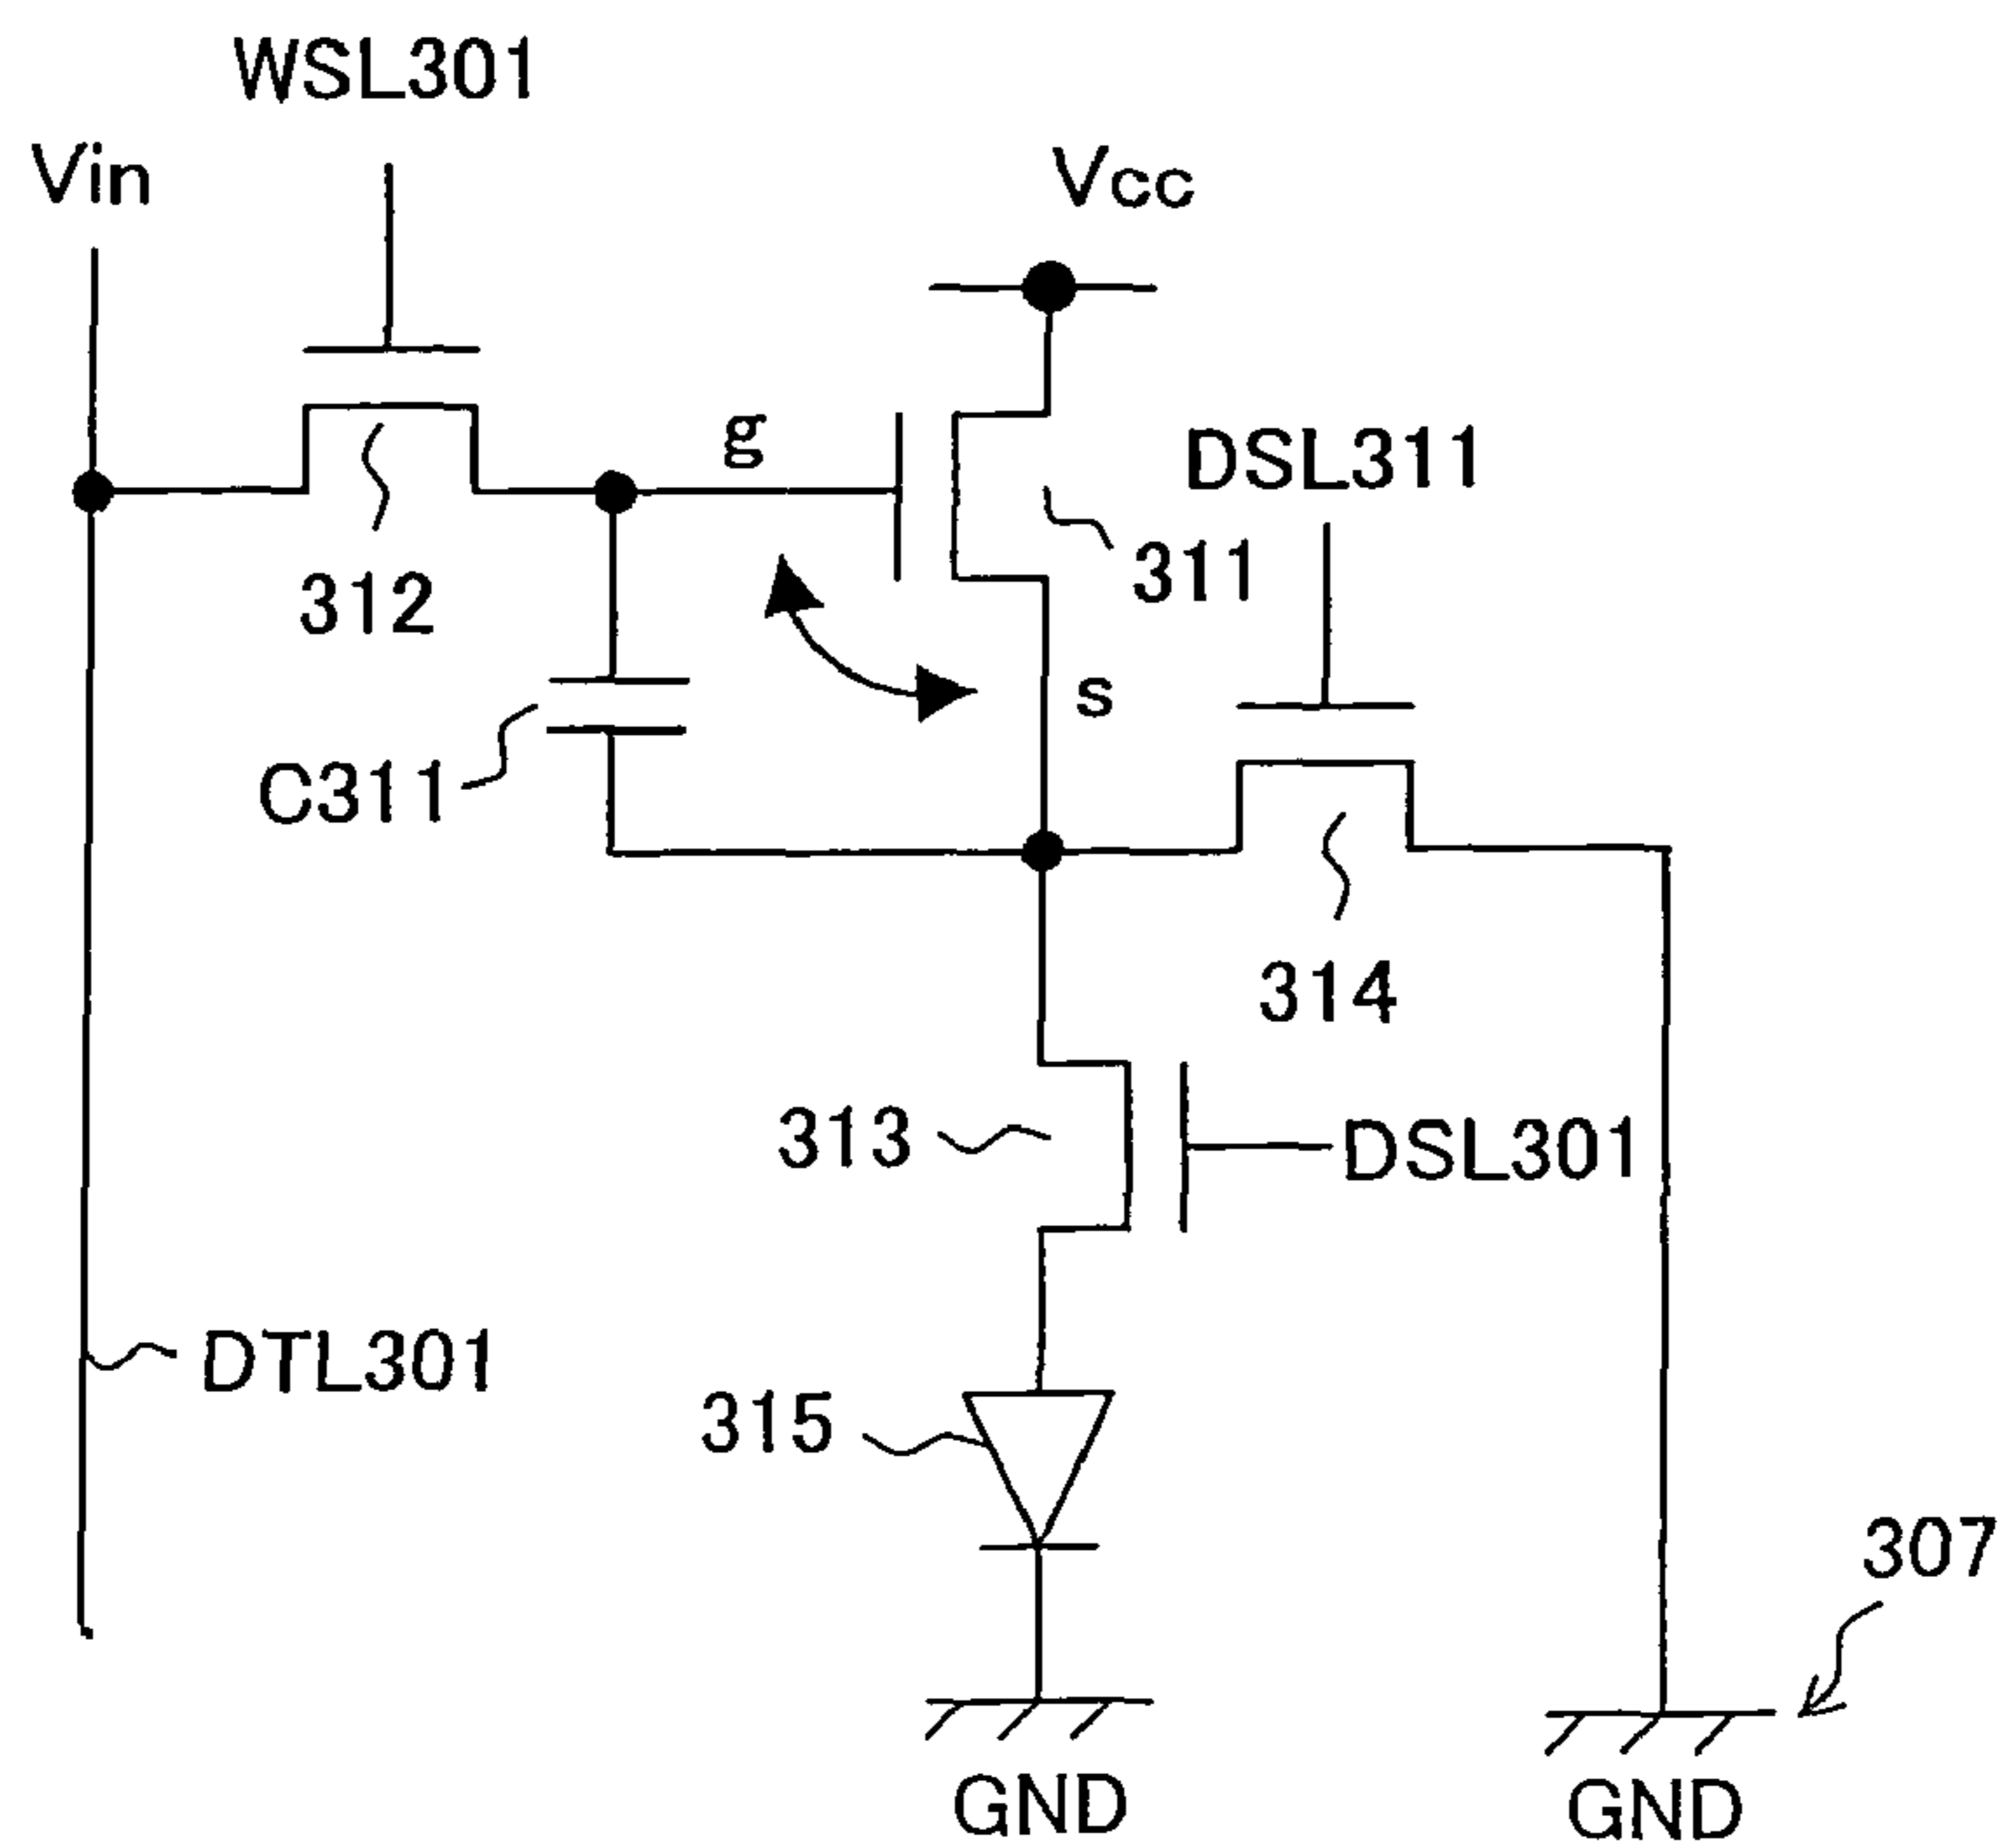 WSL301
Vin
Vcc
g
DSL311
311
312
s
C311
314
313
DSL301
DTL301
315
307
GND
GND